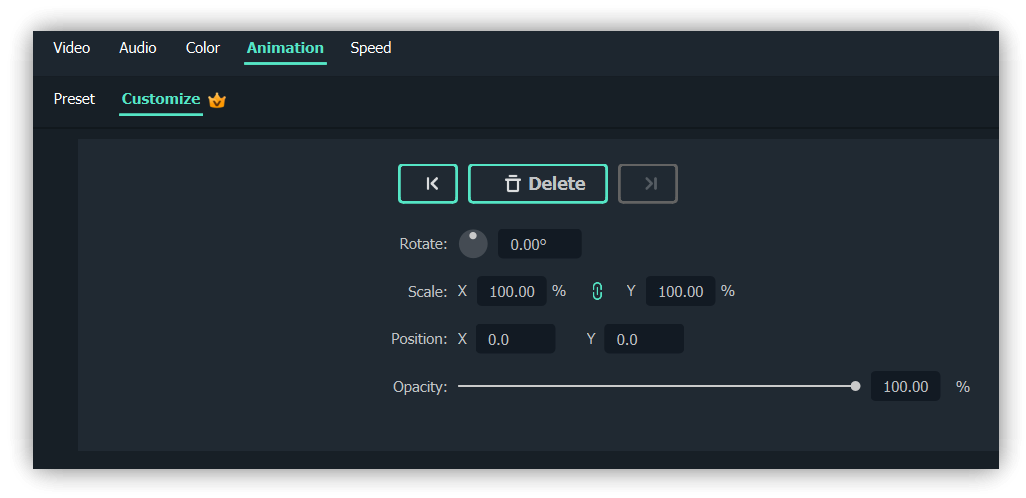 Video Audio Color Animation Speed
Preset Customize
Delete
Rotate: 0.00º
Scale: X 100.00 % Y 100.00 %
Position: X 0.0 Y 0.0
Opacity: 100.00 %